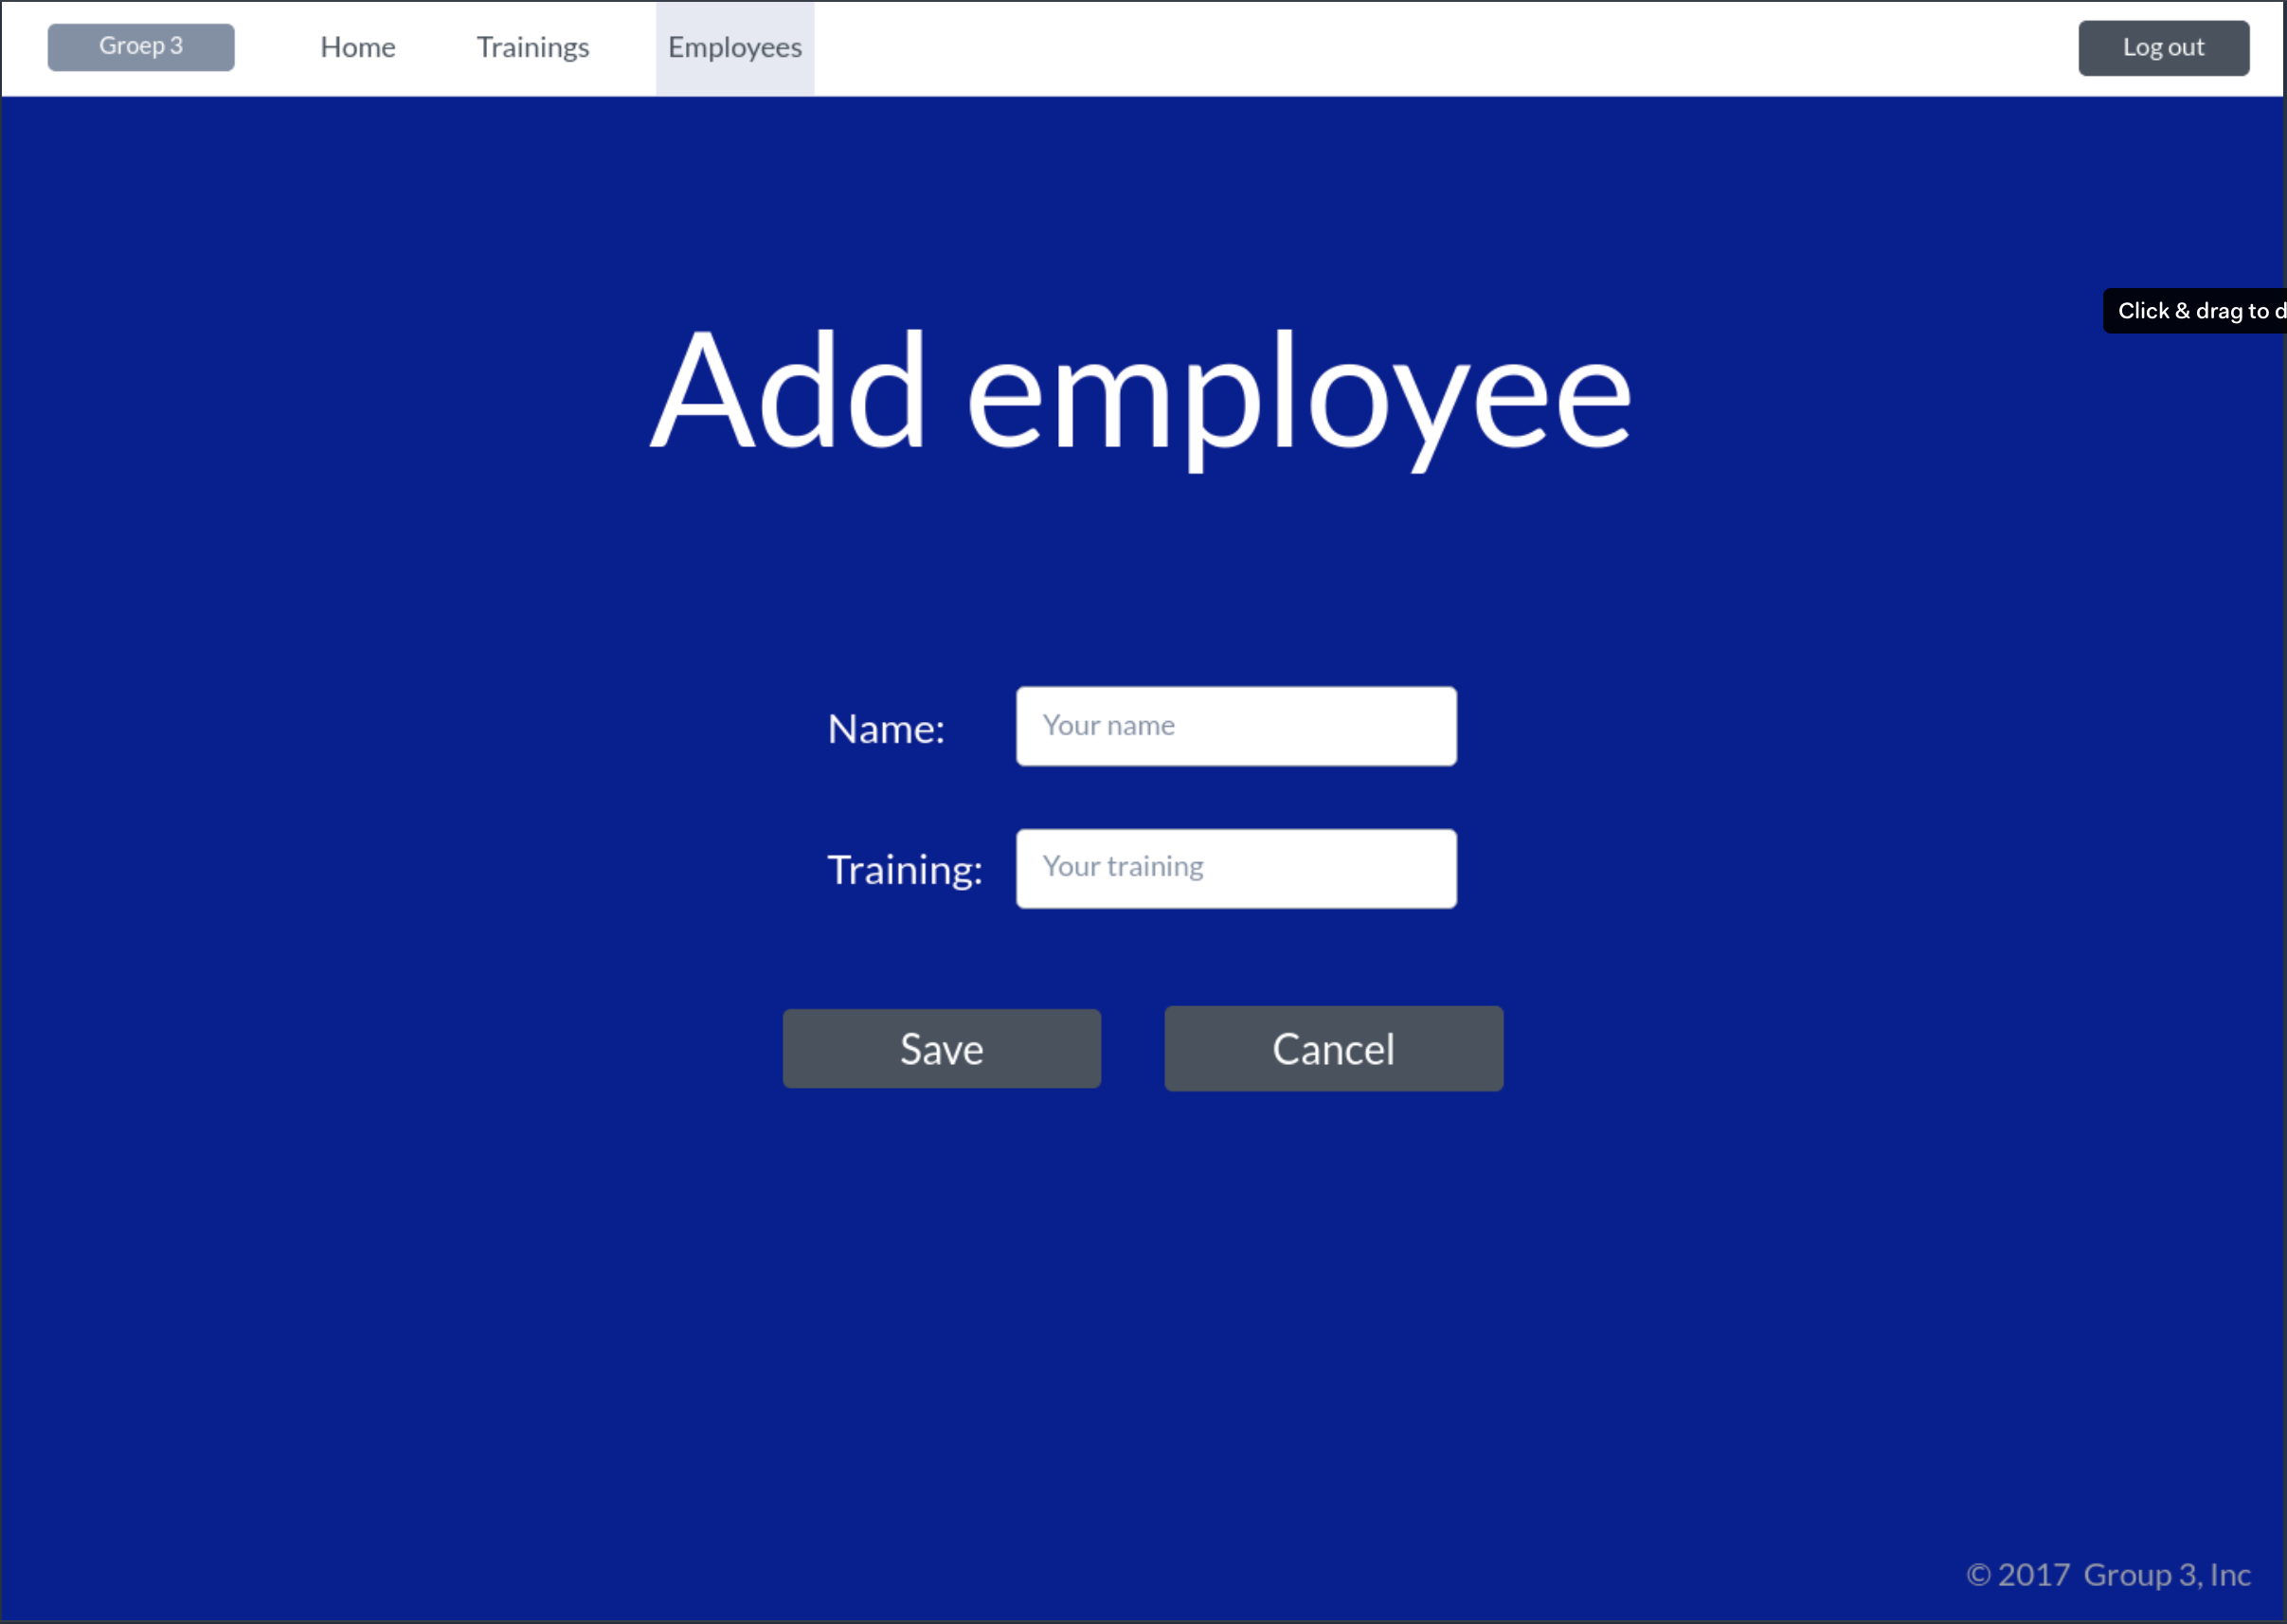 Groep 3 Home Trainings Employees Log out
Click & drag to d
Add employee
Name: Your name
Training: Your training
Save Cancel
© 2017 Group 3, Inc